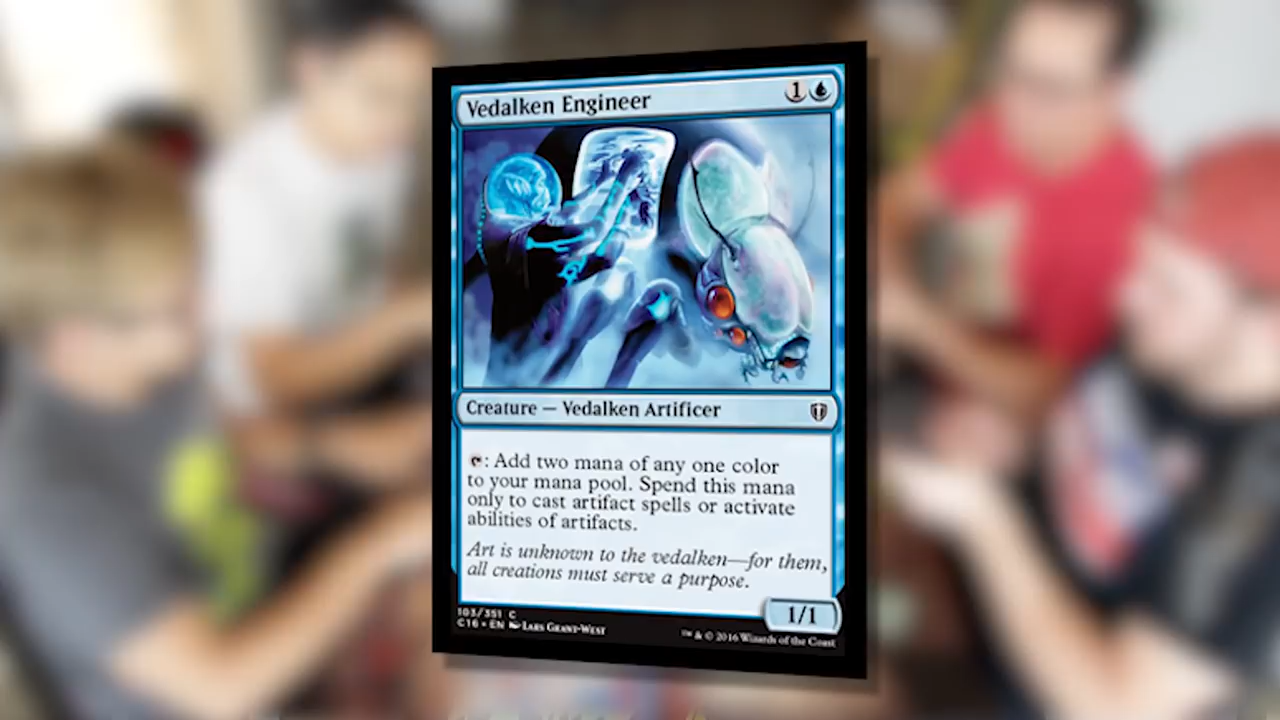 Vedalken Engineer 1
Creature — Vedalken Artificer
: Add two mana of any one color
to your mana pool. Spend this mana
only to cast artifact spells or activate
abilities of artifacts.
Art is unknown to the vedalken—for them,
all creations must serve a purpose.
1/1
103/351 C
C16 • EN Lars Grant-West
™ & © 2016 Wizards of the Coast